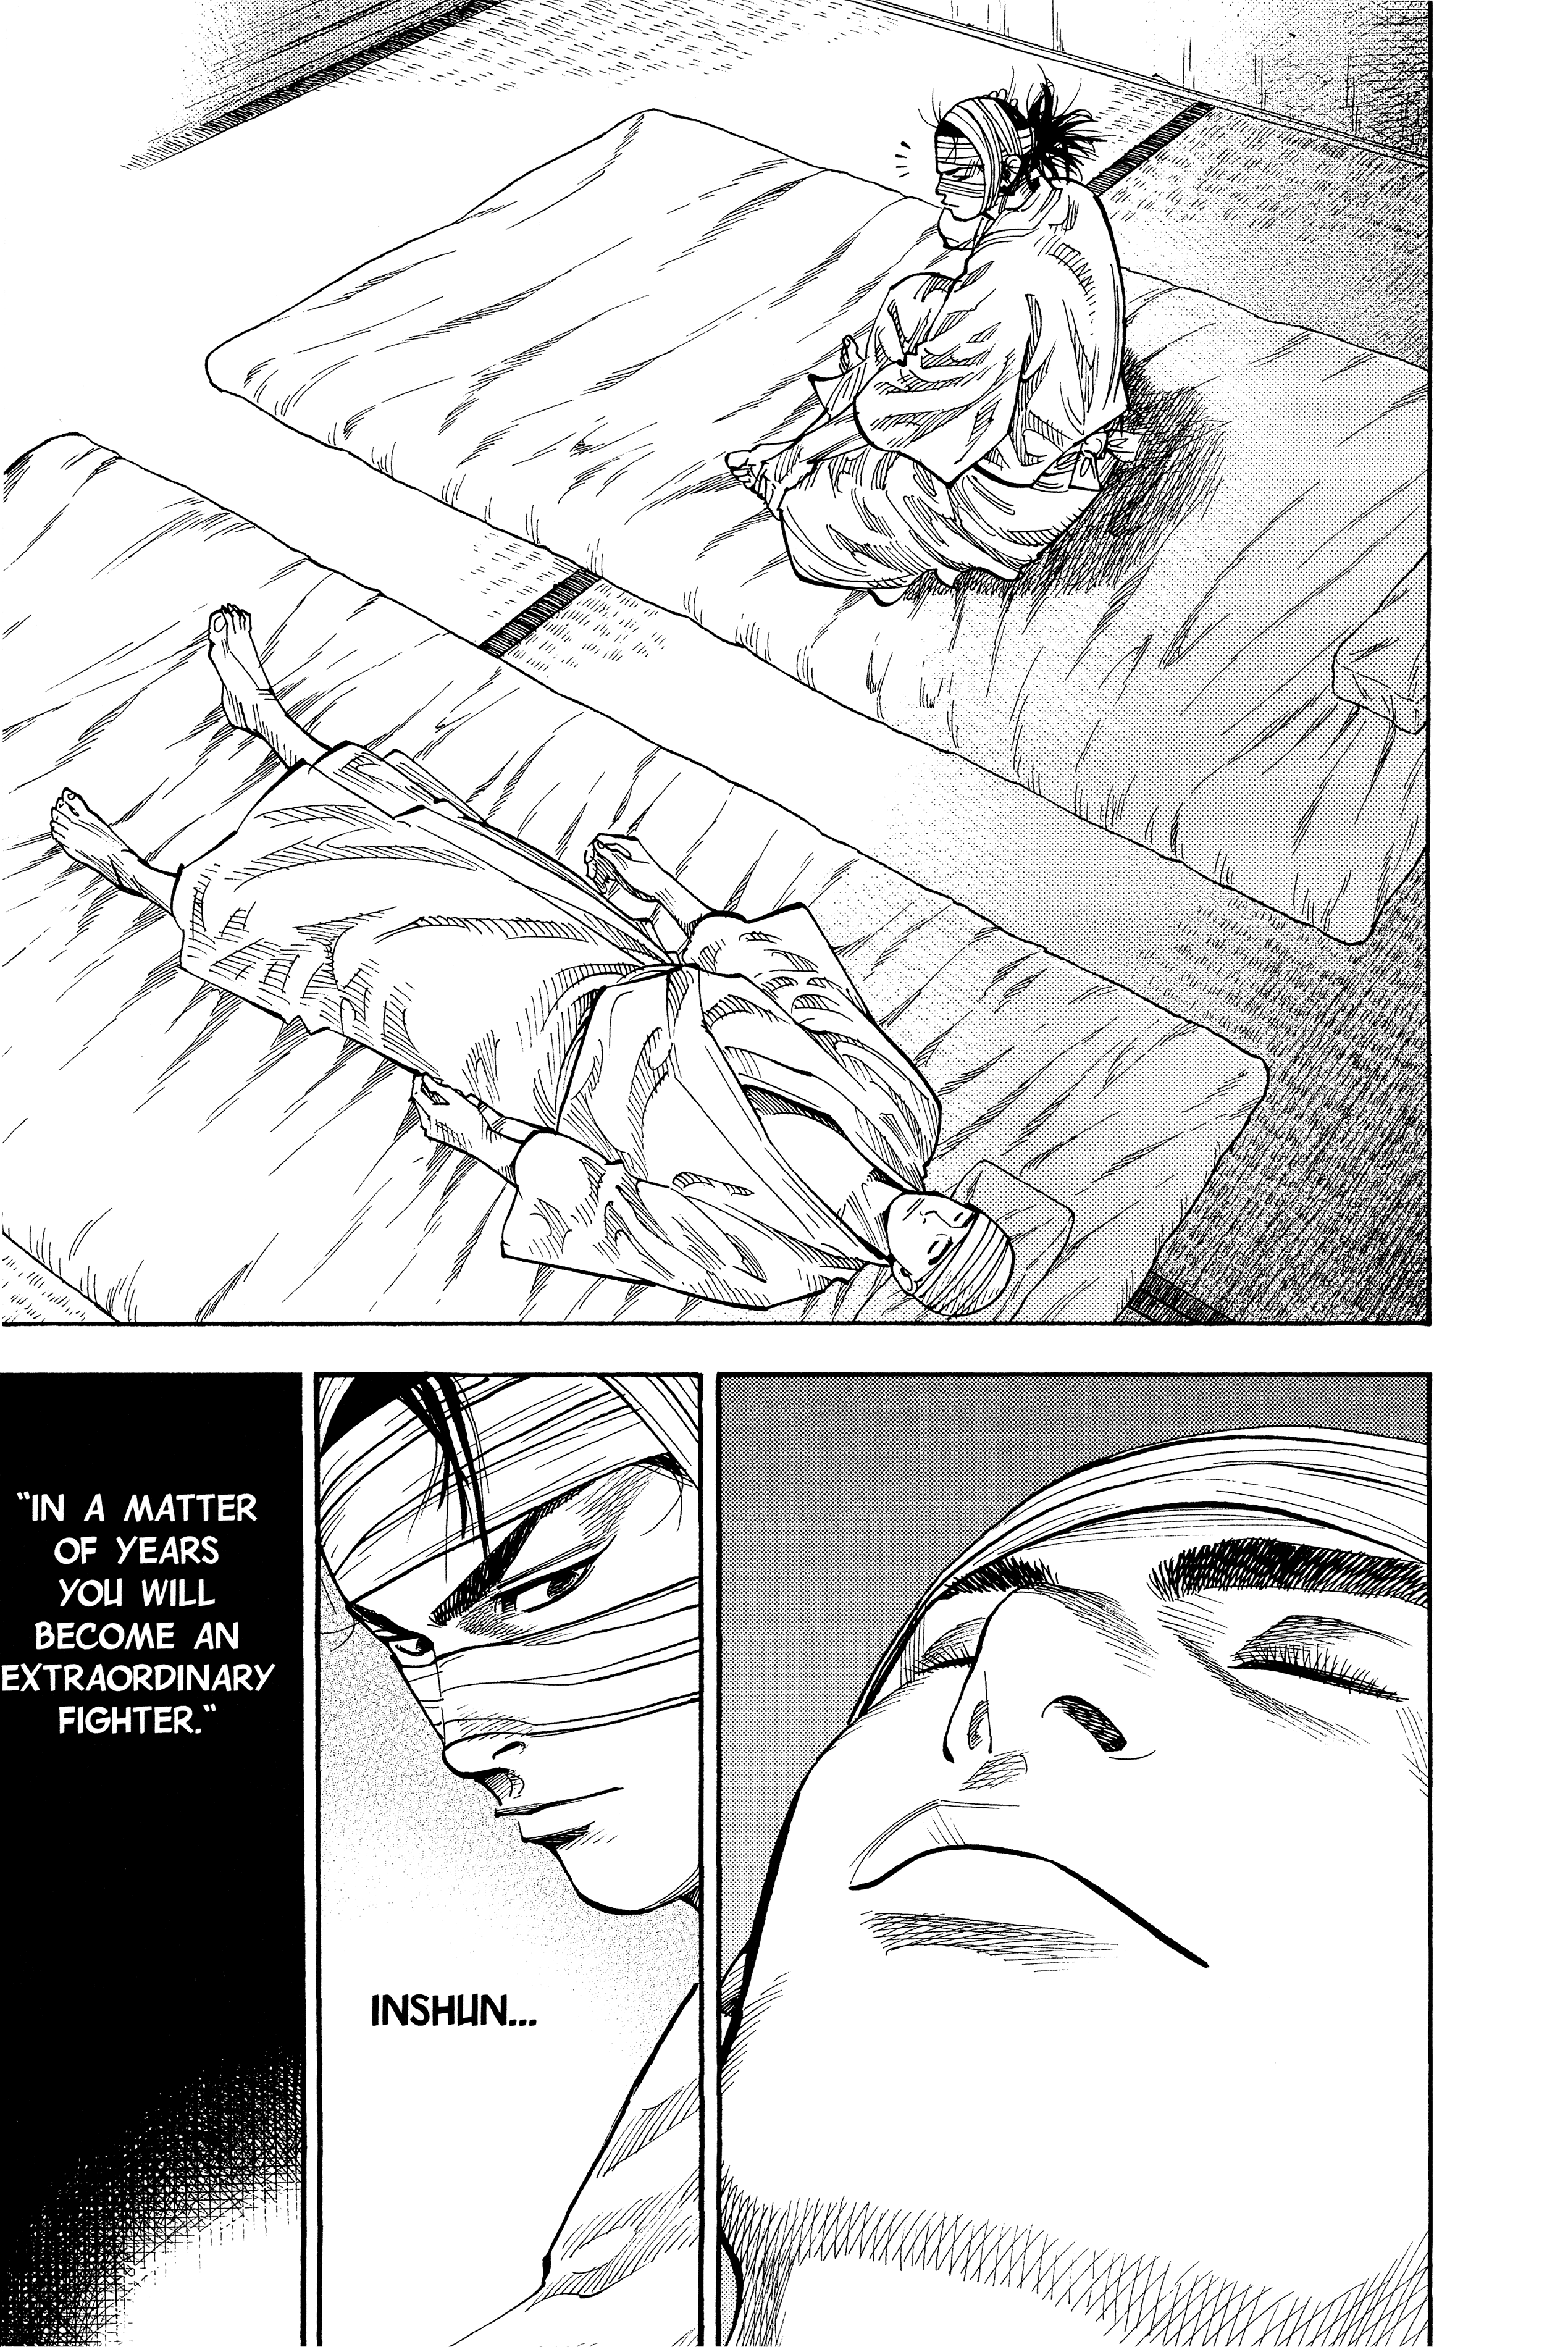 INSHUN...
"IN A MATTER
OF YEARS
YOU WILL
BECOME AN
EXTRAORDINARY
FIGHTER."